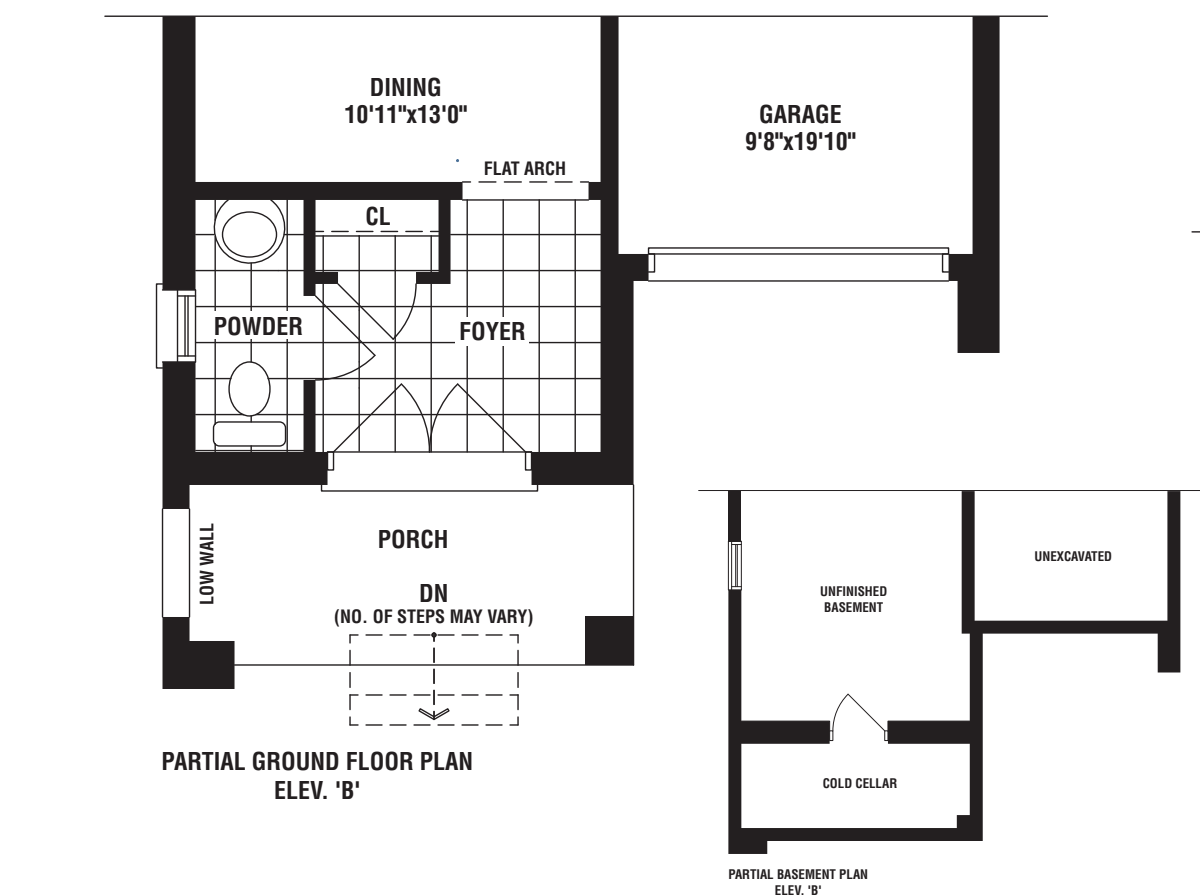 DINING
10'11"x13'0"
GARAGE
9'8"x19'10"
FLAT ARCH
CL
POWDER
FOYER
LOW WALL
PORCH
DN
(NO. OF STEPS MAY VARY)
PARTIAL GROUND FLOOR PLAN
ELEV. 'B'
UNEXCAVATED
UNFINISHED
BASEMENT
COLD CELLAR
PARTIAL BASEMENT PLAN
ELEV. 'B'